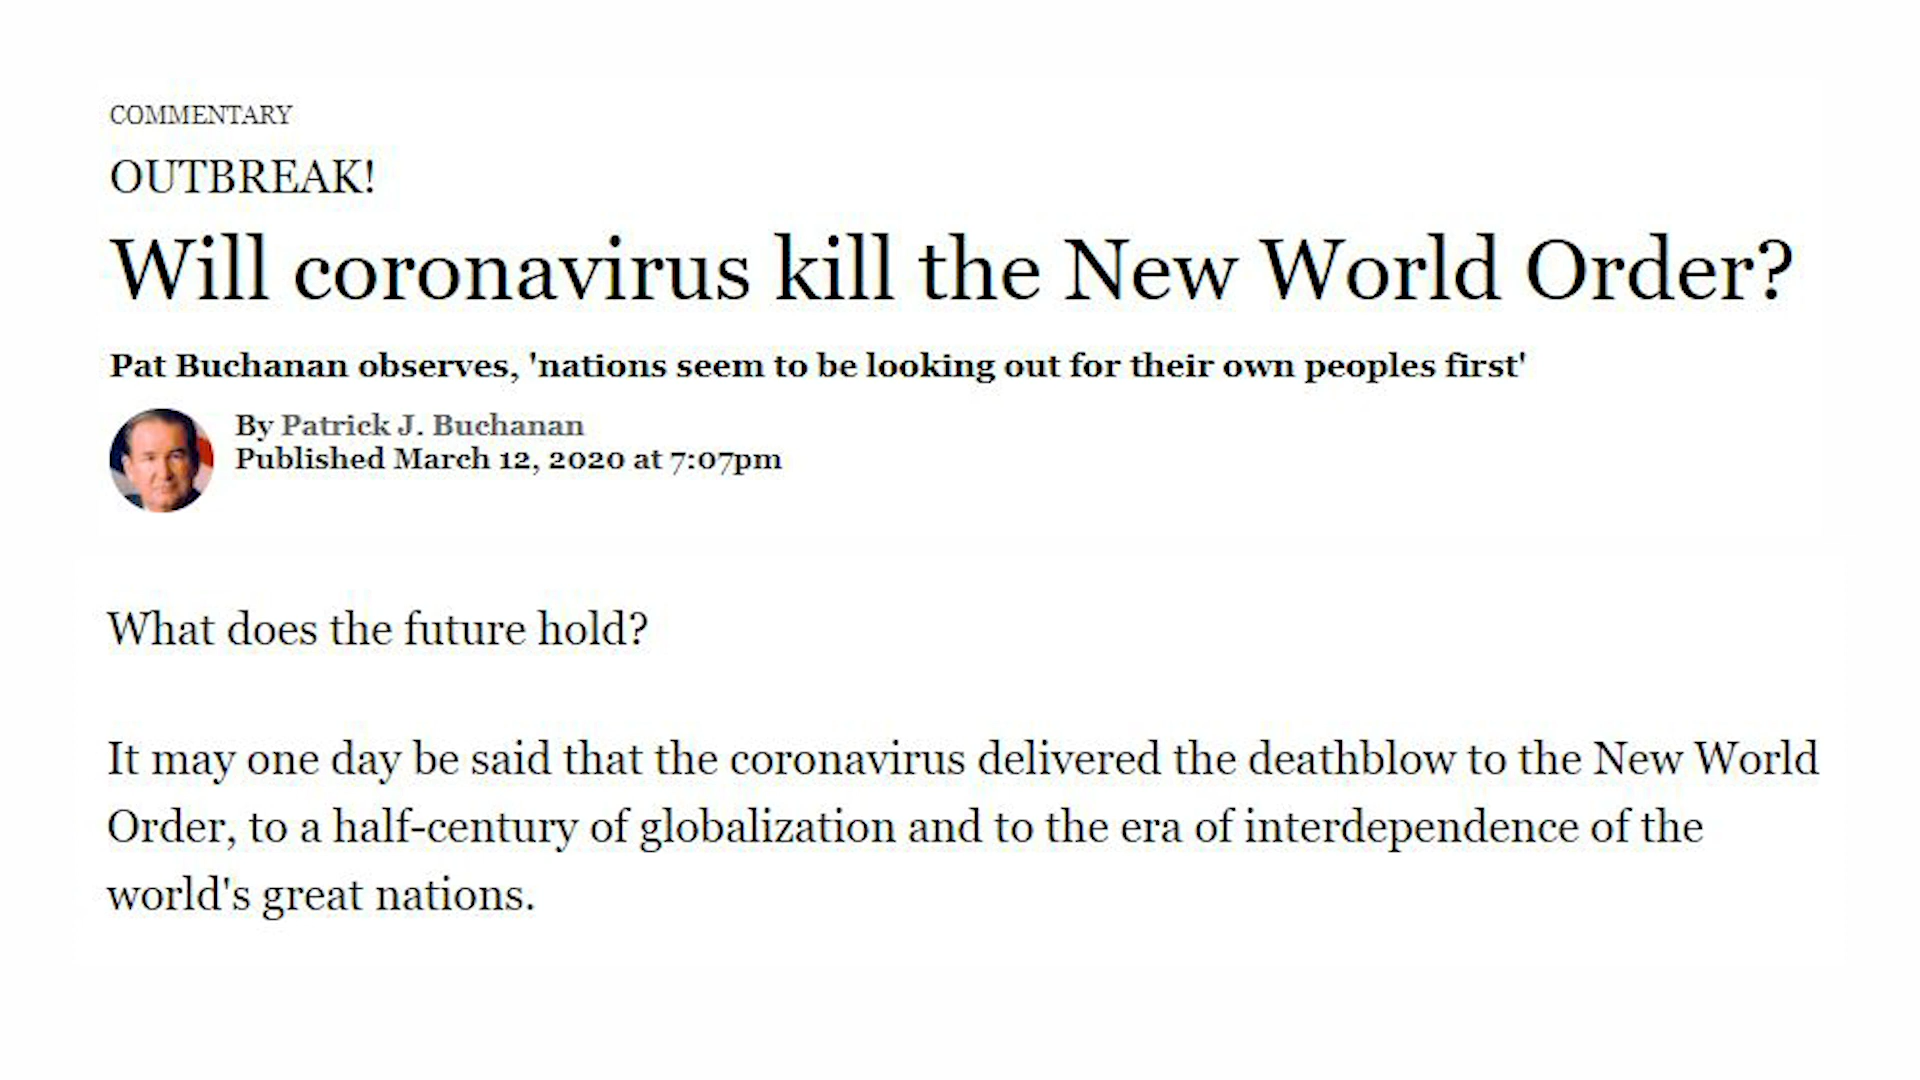 COMMENTARY
OUTBREAK!
Will coronavirus kill the New World Order?
Pat Buchanan observes, 'nations seem to be looking out for their own peoples first'
By Patrick J. Buchanan
Published March 12, 2020 at 7:07pm
What does the future hold?
It may one day be said that the coronavirus delivered the deathblow to the New World
Order, to a half-century of globalization and to the era of interdependence of the
world's great nations.